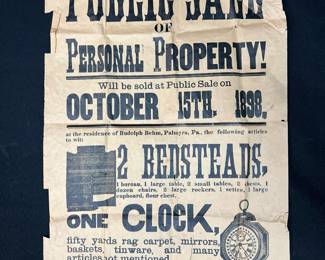 PUBLIC SALE
OF
PERSONAL PROPERTY!
Will be sold at Public Sale on
OCTOBER 15TH, 1898,
at the residence of Rudolph Behm, Palmyra, Pa., the following articles
to wit:
2 BEDSTEADS,
1 bureau, 1 large table, 2 small tables, 2 chests, 1
dozen chairs, 2 large rockers, 1 settee, 1 large
cupboard, flour chest,
ONE CLOCK,
fifty yards rag carpet, mirrors,
baskets, tinware, and many
articles not mentioned